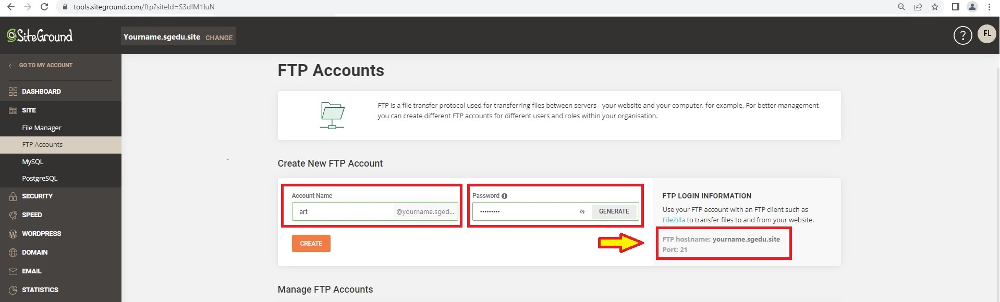 tools.siteground.com/ftp?siteId=S3dIM1luN
SiteGround
Yourname.sgedu.site CHANGE
?
FL
GO TO MY ACCOUNT
DASHBOARD
SITE
File Manager
FTP Accounts
MySQL
PostgreSQL
SECURITY
SPEED
WORDPRESS
DOMAIN
EMAIL
STATISTICS
FTP Accounts
FTP is a file transfer protocol used for transferring files between servers - your website and your computer, for example. For better management
you can create different FTP accounts for different users and roles within your organisation.
Create New FTP Account
Account Name
art @yourname.sged...
Password
••••••••• GENERATE
CREATE
FTP LOGIN INFORMATION
Use your FTP account with an FTP client such as
FileZilla to transfer files to and from your website.
FTP hostname: yourname.sgedu.site
Port: 21
Manage FTP Accounts